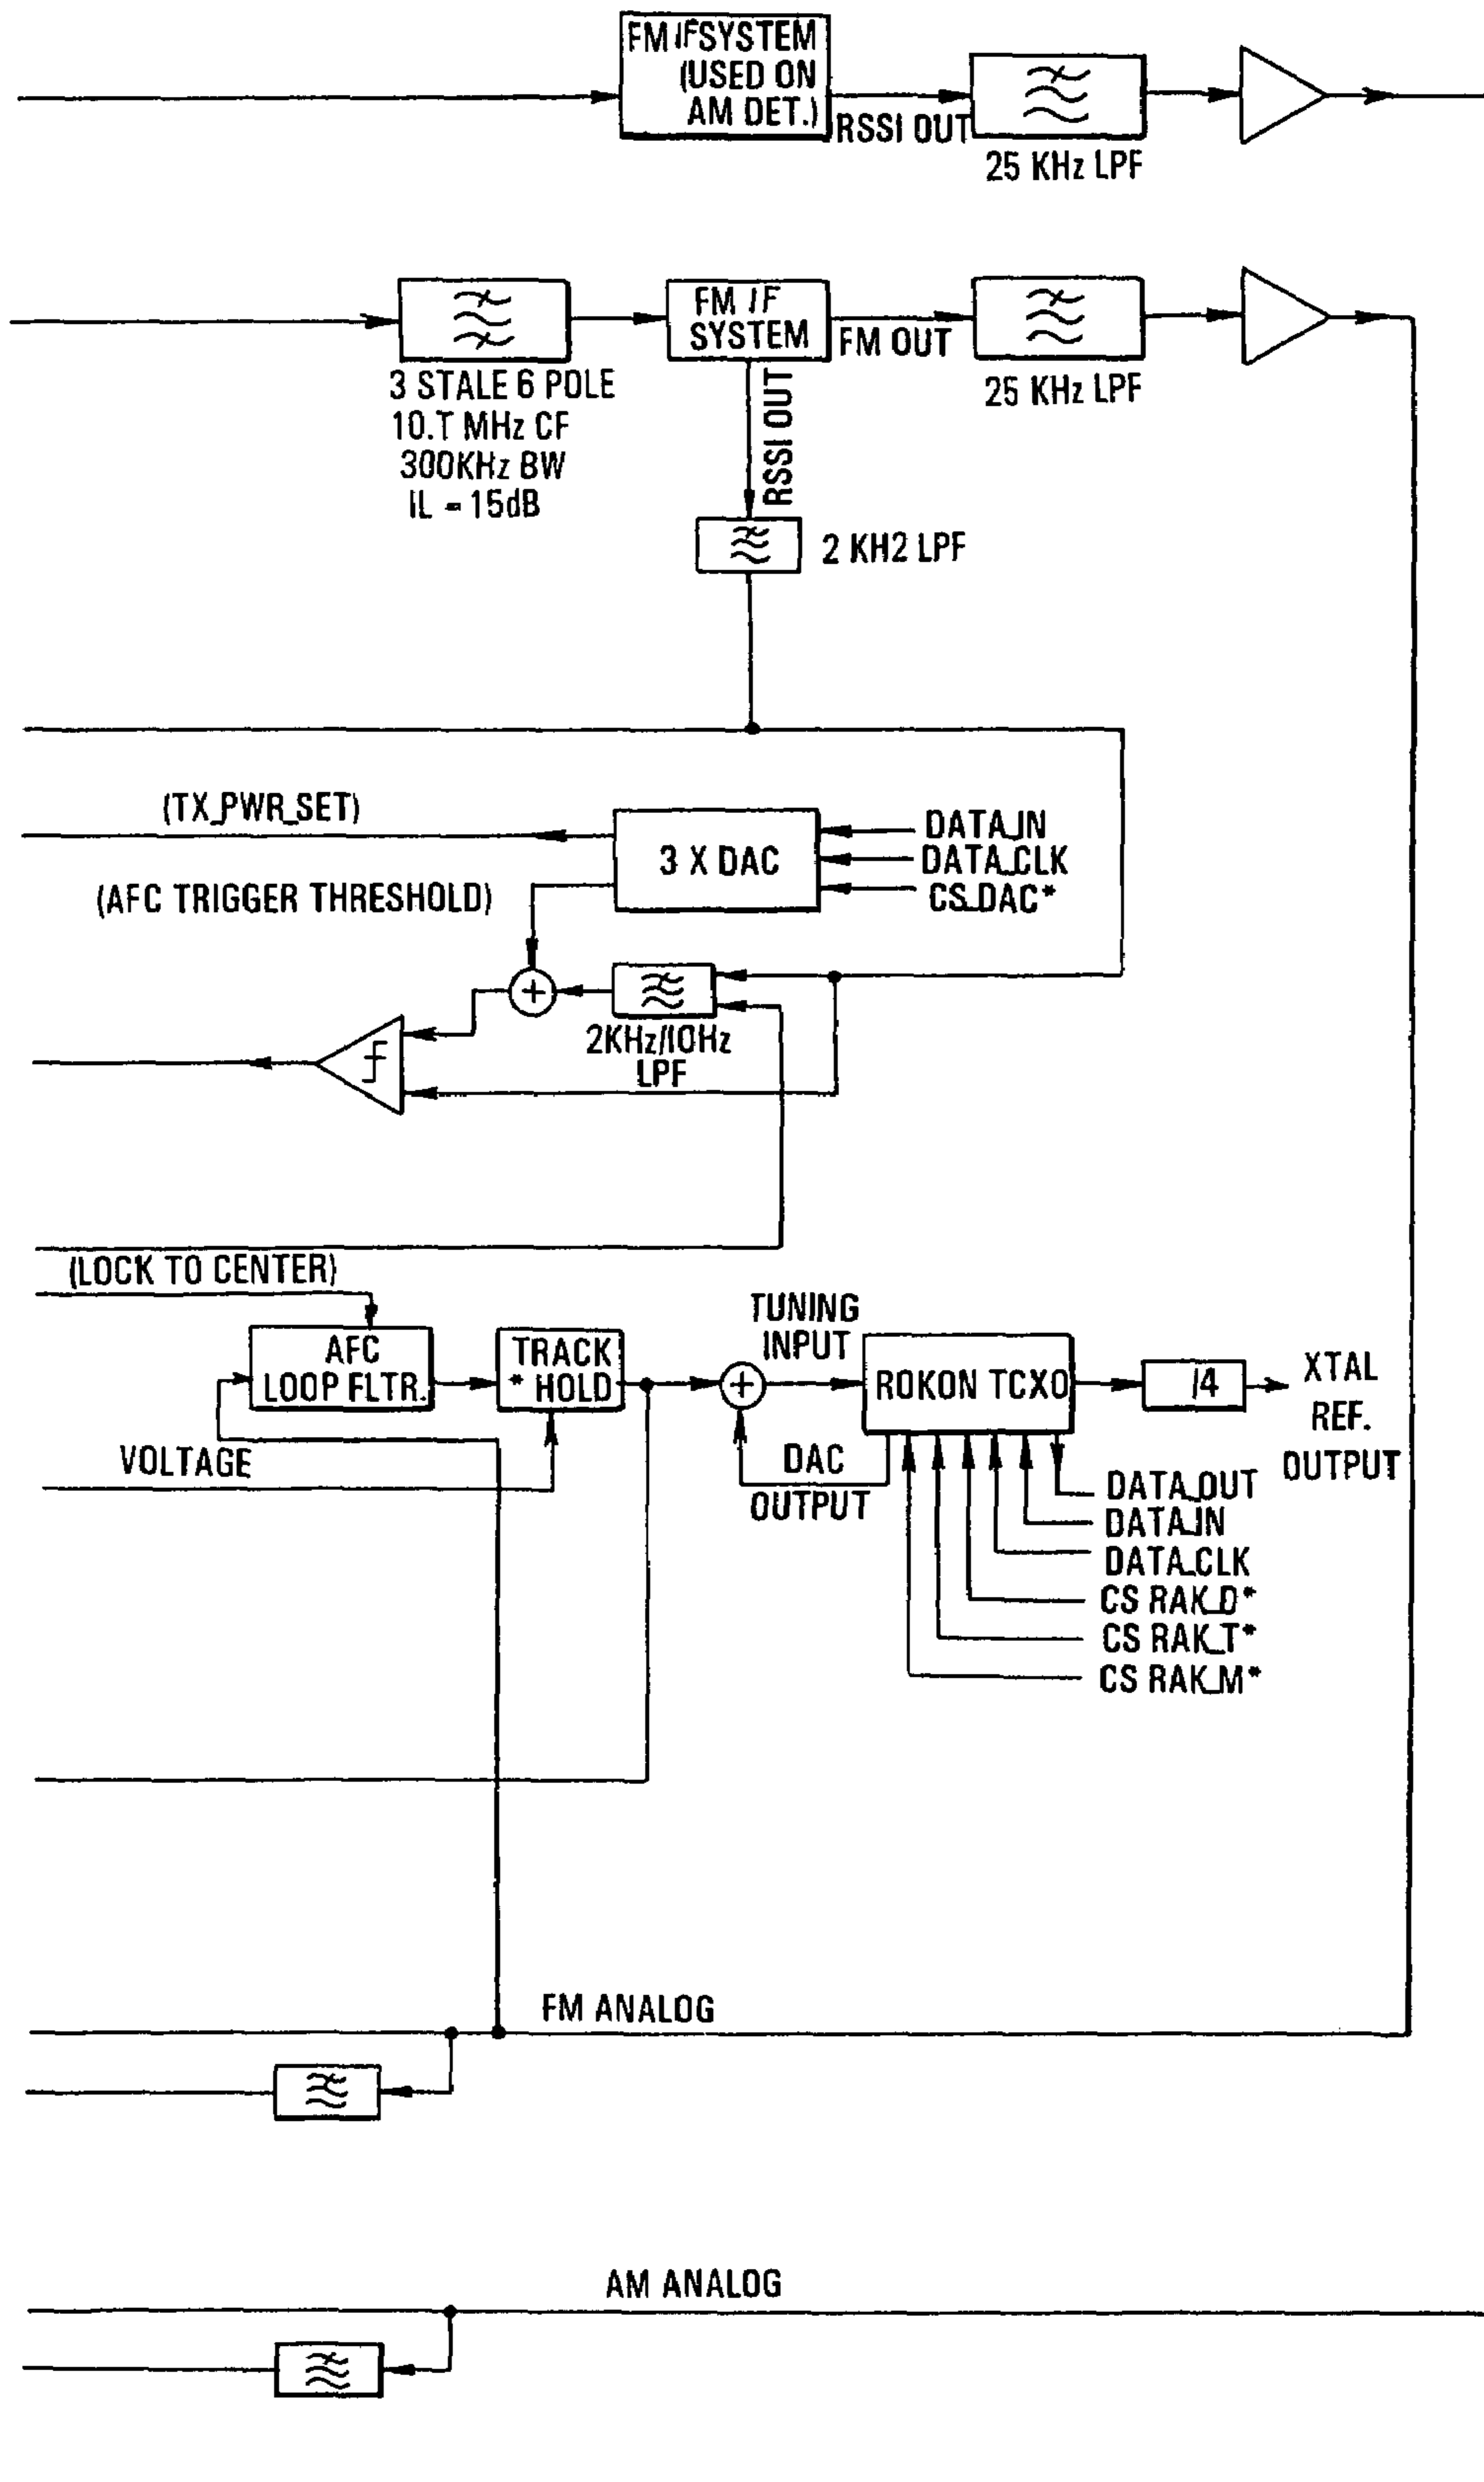 FM IF SYSTEM
(USED ON
AM DET.)
RSSI OUT
25 KHz LPF
FM IF
SYSTEM
FM OUT
25 KHz LPF
3 STALE 6 POLE
10.T MHz CF
300KHz BW
IL = 15dB
RSSI OUT
2 KH2 LPF
(TX_PWR_SET)
3 X DAC
DATA_IN
DATA_CLK
CS_DAC*
(AFC TRIGGER THRESHOLD)
+
2KHz/10Hz
LPF
(LOCK TO CENTER)
AFC
LOOP FLTR.
TRACK
* HOLD
+
TUNING
INPUT
ROKON TCXO
/4
XTAL
REF.
OUTPUT
VOLTAGE
DAC
OUTPUT
DATA_OUT
DATA_IN
DATA_CLK
CS RAK_D*
CS RAK_T*
CS RAK_M*
FM ANALOG
AM ANALOG